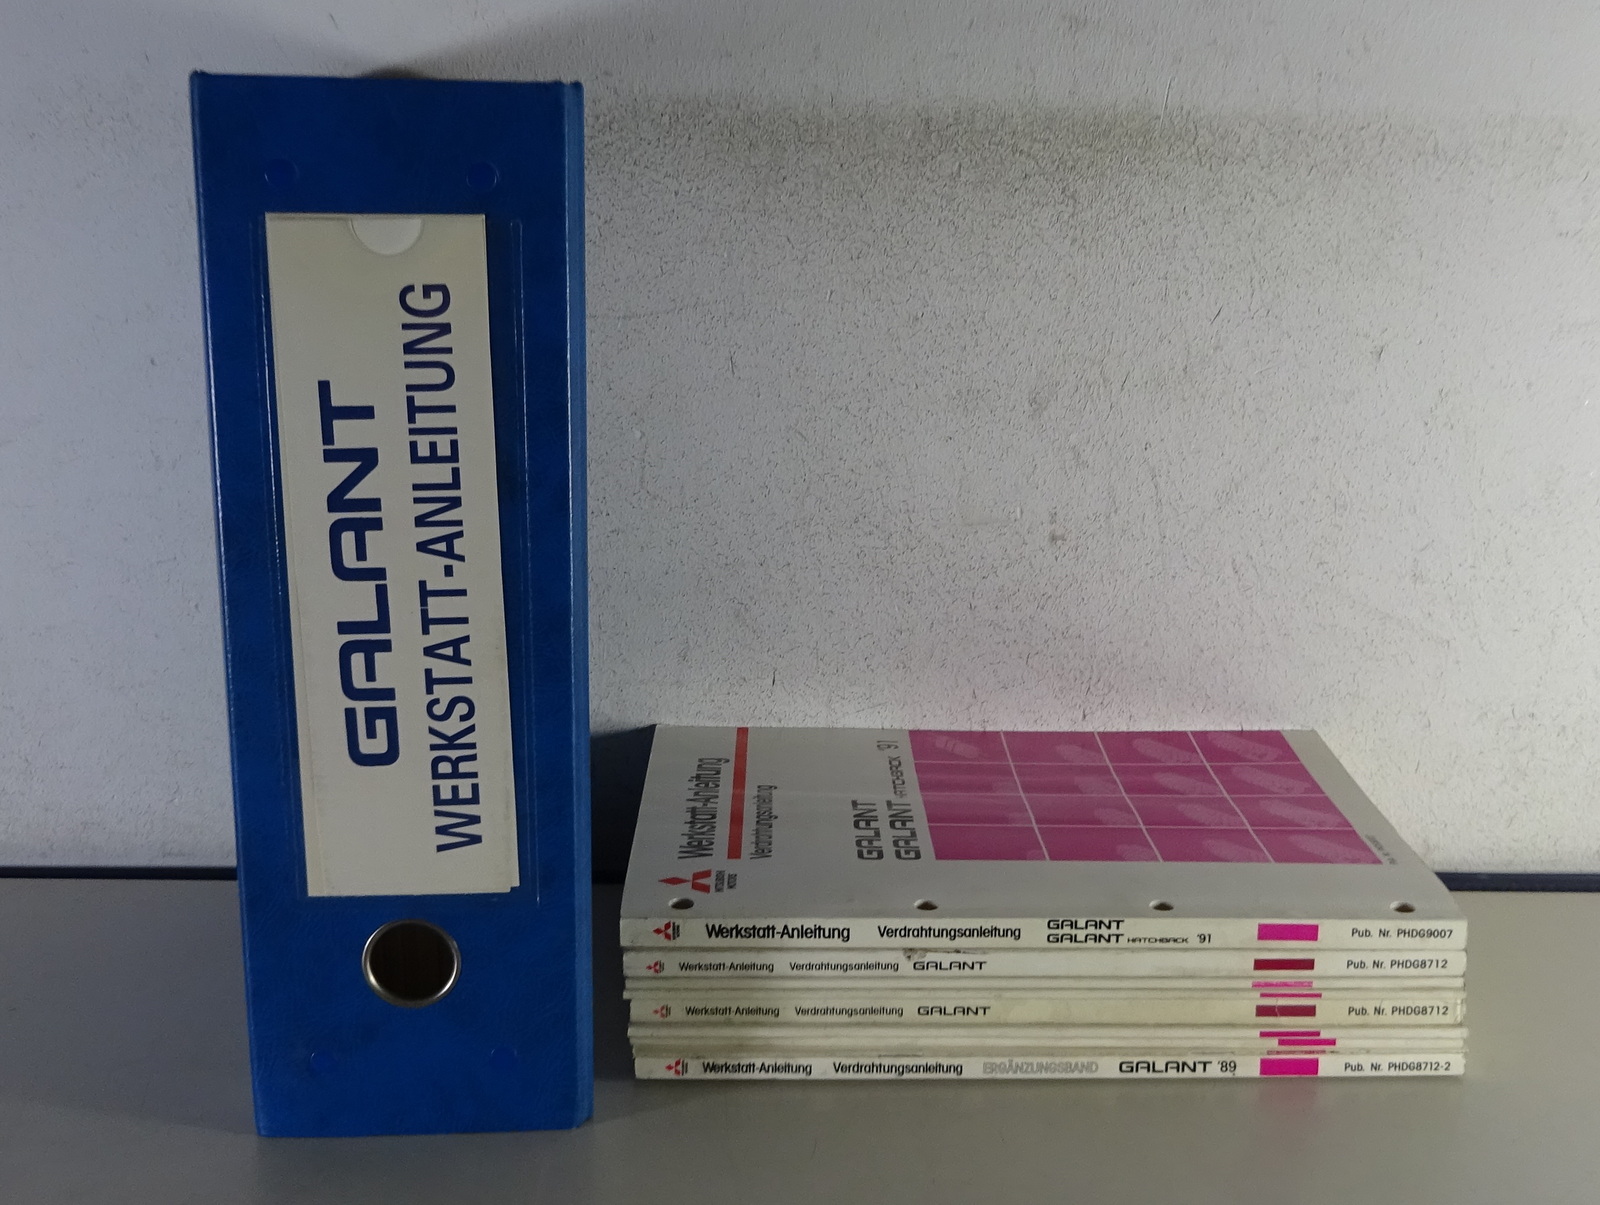 GALANT
WERKSTATT-ANLEITUNG
Werkstatt-Anleitung
Verdrahtungsanleitung
GALANT
GALANT HATCHBACK '91
MITSUBISHI
MOTORS
Werkstatt-Anleitung Verdrahtungsanleitung GALANT
GALANT HATCHBACK '91 Pub. Nr. PHDG9007
Werkstatt-Anleitung Verdrahtungsanleitung GALANT Pub. Nr. PHDG8712
Werkstatt-Anleitung Verdrahtungsanleitung GALANT Pub. Nr. PHDG8712
Werkstatt-Anleitung Verdrahtungsanleitung ERGÄNZUNGSBAND GALANT '89 Pub. Nr. PHDG8712-2